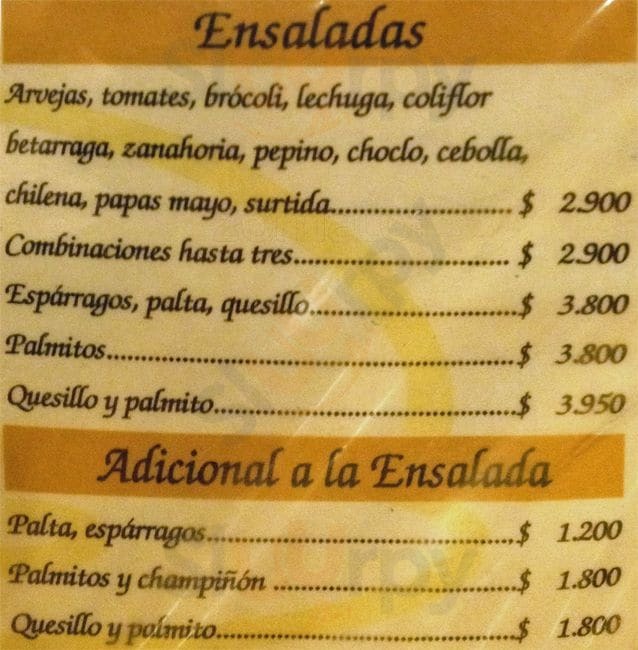 Ensaladas
Arvejas, tomates, brócoli, lechuga, coliflor
betarraga, zanahoria, pepino, choclo, cebolla,
chilena, papas mayo, surtida.............................. $ 2.900
Combinaciones hasta tres................................... $ 2.900
Espárragos, palta, quesillo..................................$ 3.800
Palmitos....................................................................$ 3.800
Quesillo y palmito..................................................$ 3.950
Adicional a la Ensalada
Palta, espárragos....................................................$ 1.200
Palmitos y champiñón .........................................$ 1.800
Quesillo y palmito..................................................$ 1.800